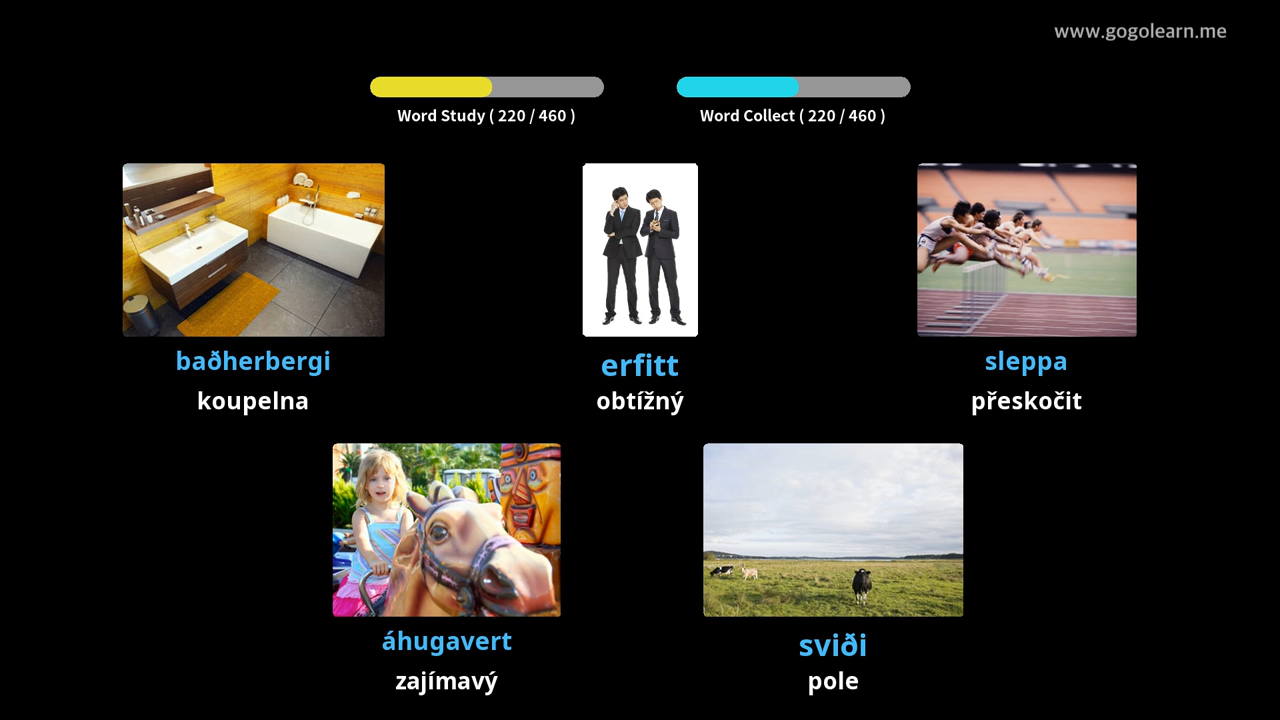 www.gogolearn.me
Word Study ( 220 / 460 )
Word Collect ( 220 / 460 )
baðherbergi
koupelna
erfitt
obtížný
sleppa
přeskočit
áhugavert
zajímavý
sviði
pole